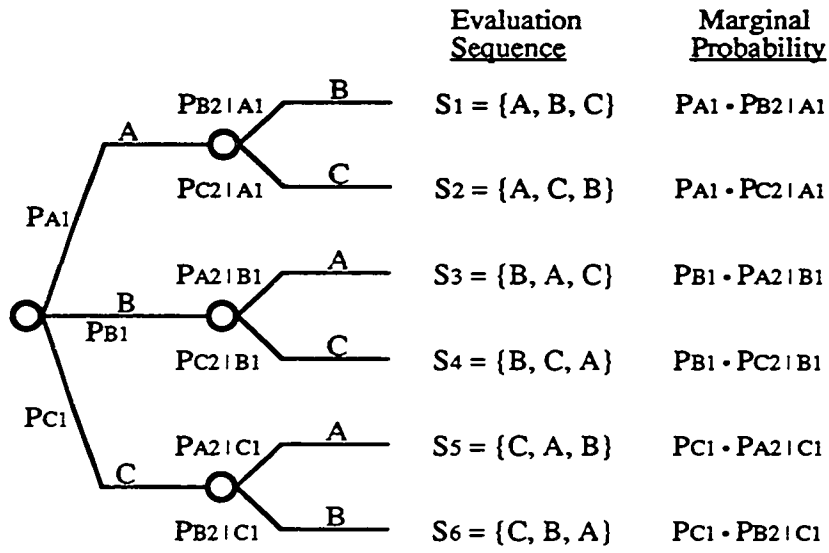 Evaluation Marginal
Sequence Probability
PB2 | A1 B S1 = {A, B, C} PA1 • PB2 | A1
A
PC2 | A1 C S2 = {A, C, B} PA1 • PC2 | A1
PA1
PA2 | B1 A S3 = {B, A, C} PB1 • PA2 | B1
B
PB1
PC2 | B1 C S4 = {B, C, A} PB1 • PC2 | B1
PC1
PA2 | C1 A S5 = {C, A, B} PC1 • PA2 | C1
C
PB2 | C1 B S6 = {C, B, A} PC1 • PB2 | C1